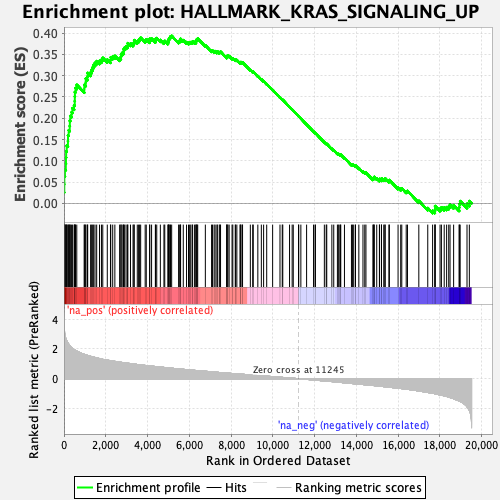 Enrichment plot: HALLMARK_KRAS_SIGNALING_UP
Enrichment score (ES)
0.40
0.35
0.30
0.25
0.20
0.15
0.10
0.05
0.00
'na_pos' (positively correlated)
Ranked list metric (PreRanked)
4
2
0
-2
Zero cross at 11245
'na_neg' (negatively correlated)
0 2,000 4,000 6,000 8,000 10,000 12,000 14,000 16,000 18,000 20,000
Rank in Ordered Dataset
Enrichment profile Hits Ranking metric scores